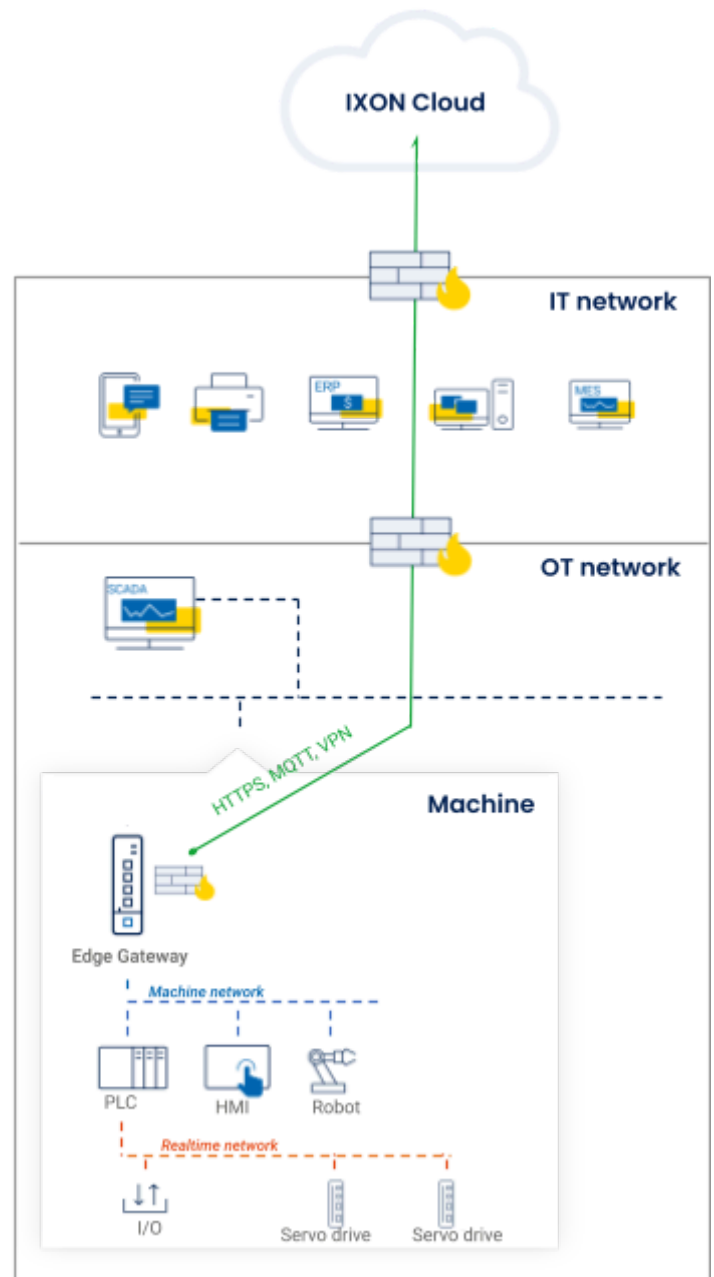 IXON Cloud
IT network
ERP
$
MES
OT network
SCADA
HTTPS, MQTT, VPN
Machine
Edge Gateway
Machine network
PLC
HMI
Robot
Realtime network
I/O
Servo drive
Servo drive